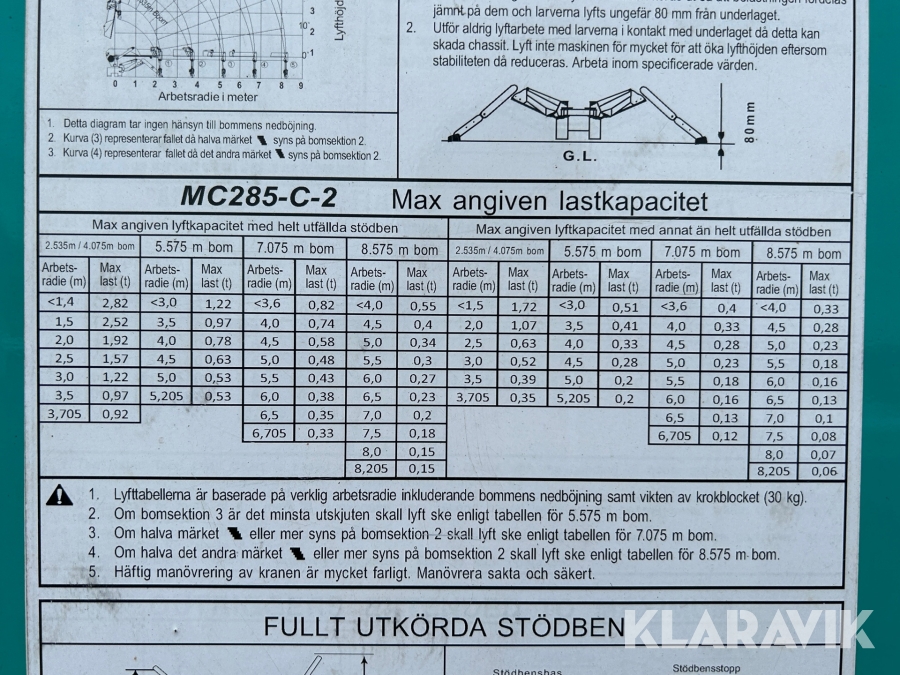 jämnt på dem och larverna lyfts ungefär 80 mm från underlaget.
2. Utför aldrig lyftarbete med larverna i kontakt med underlaget då detta kan
skada chassit. Lyft inte maskinen för mycket för att öka lyfthöjden eftersom
stabiliteten då reduceras. Arbeta inom specificerade värden.
Lyfthöjd
3
10°
2
-1
① ② ③ ④ ⑤
0 1 2 3 4 5 6 7 8 9
Arbetsradie i meter
1. Detta diagram tar ingen hänsyn till bommens nedböjning.
2. Kurva (3) representerar fallet då halva märket syns på bomsektion 2.
3. Kurva (4) representerar fallet då det andra märket syns på bomsektion 2.
G.L.
80mm
MC285-C-2 Max angiven lastkapacitet
Max angiven lyftkapacitet med helt utfällda stödben Max angiven lyftkapacitet med annat än helt utfällda stödben
2.535m / 4.075m bom 5.575 m bom 7.075 m bom 8.575 m bom 2.535m / 4.075m bom 5.575 m bom 7.075 m bom 8.575 m bom
Arbets- Max Arbets- Max Arbets- Max Arbets- Max Arbets- Max Arbets- Max Arbets- Max Arbets- Max
radie (m) last (t) radie (m) last (t) radie (m) last (t) radie (m) last (t) radie (m) last (t) radie (m) last (t) radie (m) last (t) radie (m) last (t)
<1,4 2,82 <3,0 1,22 <3,6 0,82 <4,0 0,55 <1,5 1,72 <3,0 0,51 <3,6 0,4 <4,0 0,33
1,5 2,52 3,5 0,97 4,0 0,74 4,5 0,4 2,0 1,07 3,5 0,41 4,0 0,33 4,5 0,28
2,0 1,92 4,0 0,78 4,5 0,58 5,0 0,34 2,5 0,63 4,0 0,33 4,5 0,28 5,0 0,23
2,5 1,57 4,5 0,63 5,0 0,48 5,5 0,3 3,0 0,52 4,5 0,28 5,0 0,23 5,5 0,18
3,0 1,22 5,0 0,53 5,5 0,43 6,0 0,27 3,5 0,39 5,0 0,2 5,5 0,18 6,0 0,16
3,5 0,97 5,205 0,53 6,0 0,38 6,5 0,23 3,705 0,35 5,205 0,2 6,0 0,16 6,5 0,13
3,705 0,92 6,5 0,35 7,0 0,2 6,5 0,13 7,0 0,1
6,705 0,33 7,5 0,18 6,705 0,12 7,5 0,08
8,0 0,15 8,0 0,07
8,205 0,15 8,205 0,06
1. Lyfttabellerna är baserade på verklig arbetsradie inkluderande bommens nedböjning samt vikten av krokblocket (30 kg).
2. Om bomsektion 3 är det minsta utskjuten skall lyft ske enligt tabellen för 5.575 m bom.
3. Om halva märket eller mer syns på bomsektion 2 skall lyft ske enligt tabellen för 7.075 m bom.
4. Om halva det andra märket eller mer syns på bomsektion 2 skall lyft ske enligt tabellen för 8.575 m bom.
5. Häftig manövrering av kranen är mycket farligt. Manövrera sakta och säkert.
FULLT UTKÖRDA STÖDBEN
KLARAVIK
Stödbensbas
Stödbensstopp